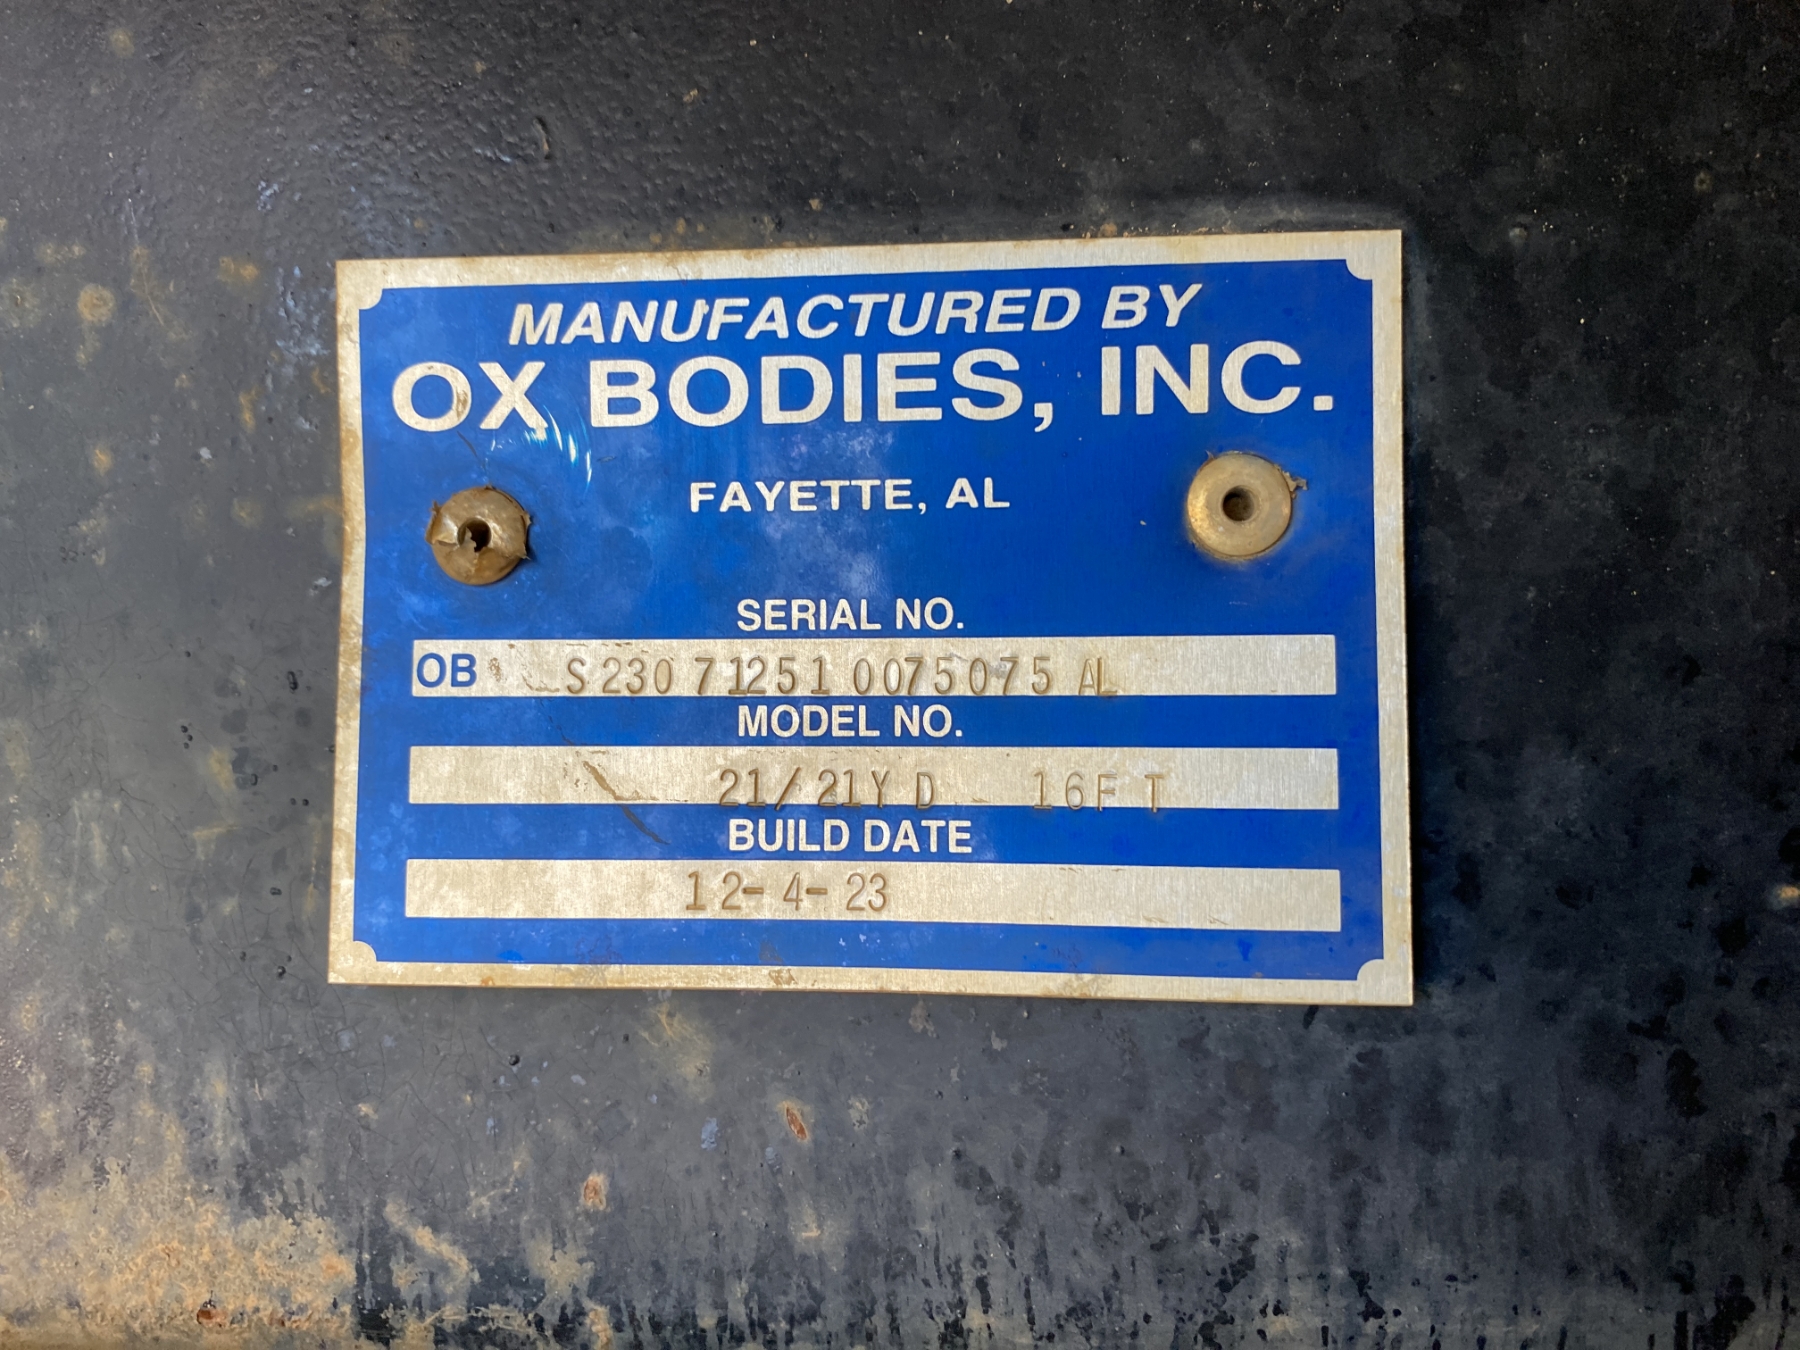 MANUFACTURED BY
OX BODIES, INC.
FAYETTE, AL
SERIAL NO.
OB S230 71251 0075075 AL
MODEL NO.
21/21YD 16FT
BUILD DATE
12-4-23